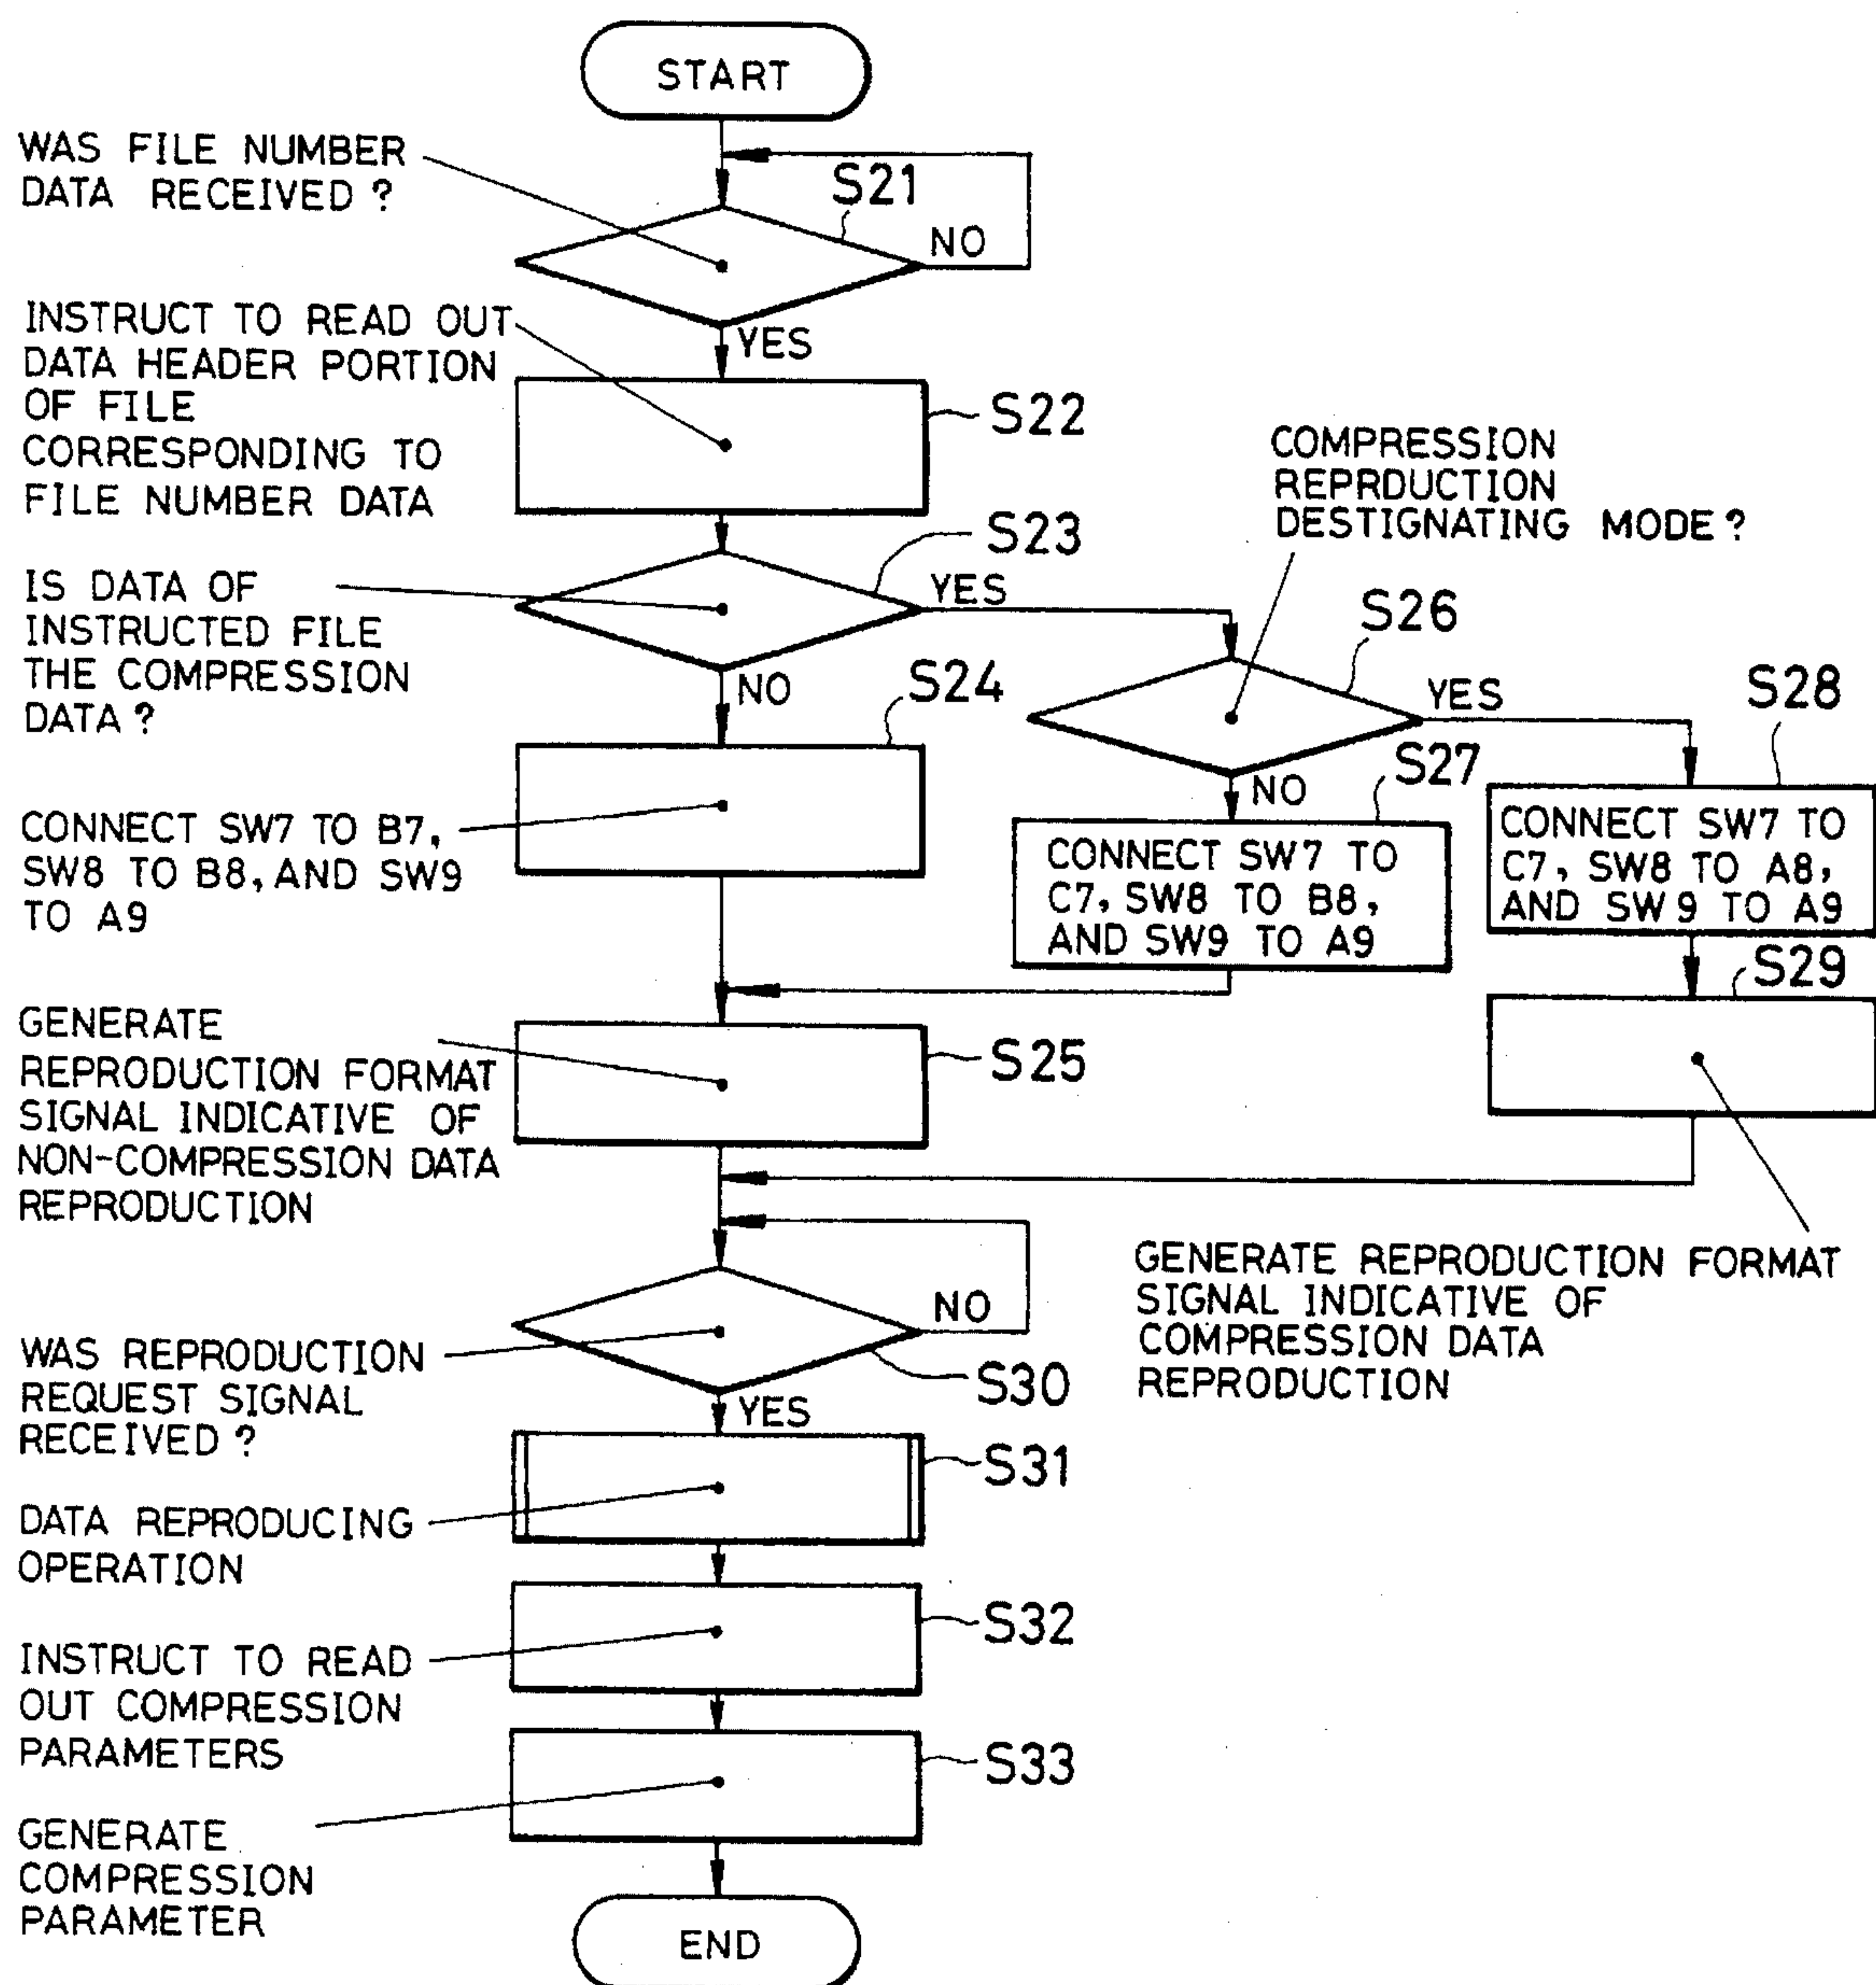 START
WAS FILE NUMBER
DATA RECEIVED ?
S21
NO
YES
INSTRUCT TO READ OUT
DATA HEADER PORTION
OF FILE
CORRESPONDING TO
FILE NUMBER DATA
S22
COMPRESSION
REPRDUCTION
DESTIGNATING MODE ?
S23
YES
IS DATA OF
INSTRUCTED FILE
THE COMPRESSION
DATA ?
NO
S26
YES
NO
S24
CONNECT SW7 TO B7,
SW8 TO B8, AND SW9
TO A9
S27
CONNECT SW7 TO
C7, SW8 TO B8,
AND SW9 TO A9
S28
CONNECT SW7 TO
C7, SW8 TO A8,
AND SW9 TO A9
S29
GENERATE
REPRODUCTION FORMAT
SIGNAL INDICATIVE OF
NON-COMPRESSION DATA
REPRODUCTION
S25
GENERATE REPRODUCTION FORMAT
SIGNAL INDICATIVE OF
COMPRESSION DATA
REPRODUCTION
WAS REPRODUCTION
REQUEST SIGNAL
RECEIVED ?
NO
S30
YES
DATA REPRODUCING
OPERATION
S31
INSTRUCT TO READ
OUT COMPRESSION
PARAMETERS
S32
GENERATE
COMPRESSION
PARAMETER
S33
END